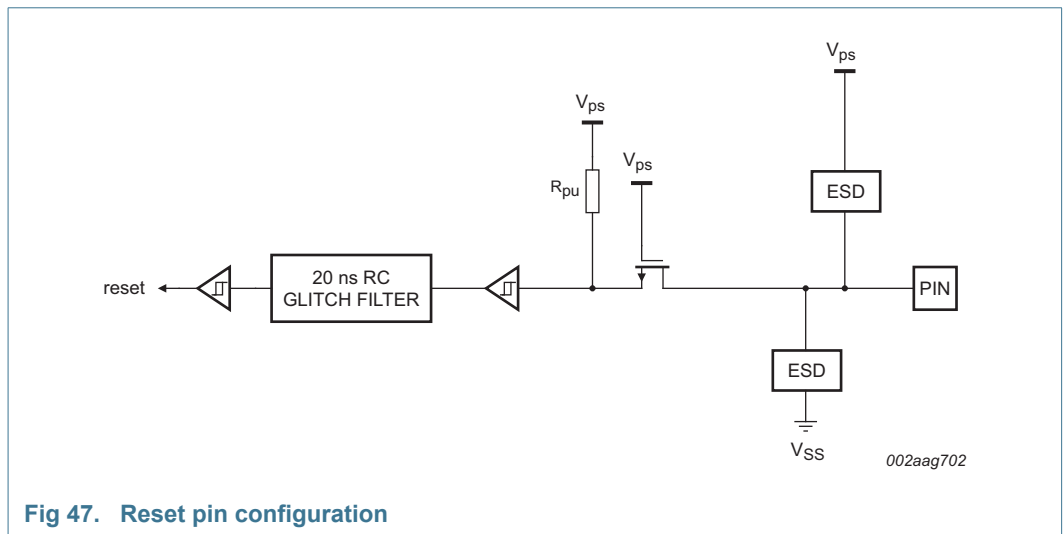 Vps
Vps
Vps
Rpu
ESD
reset
20 ns RC
GLITCH FILTER
PIN
ESD
VSS
002aag702
Fig 47. Reset pin configuration